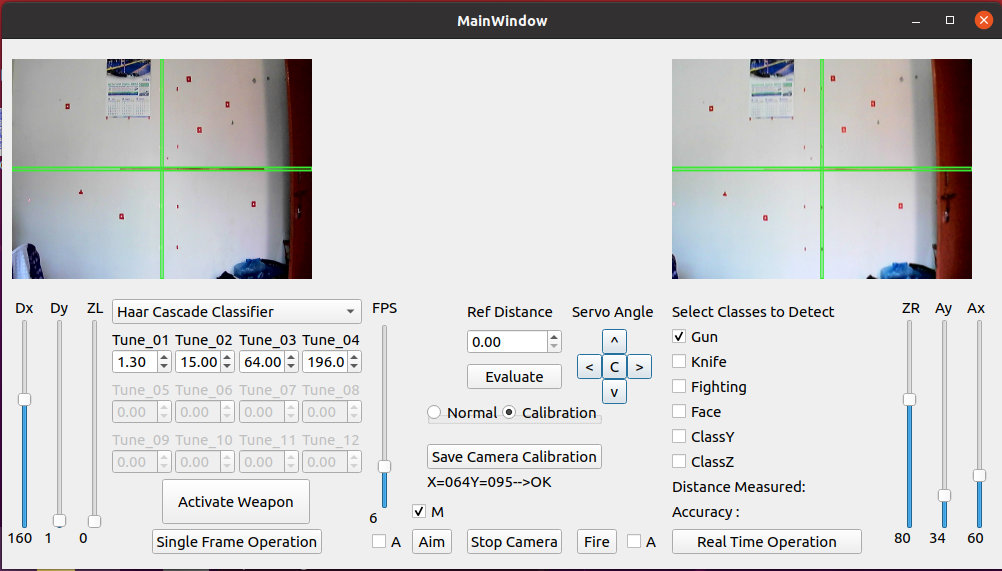 MainWindow
Dx Dy ZL Haar Cascade Classifier FPS Ref Distance Servo Angle Select Classes to Detect ZR Ay Ax
Tune_01 Tune_02 Tune_03 Tune_04 0.00 ^ Gun
1.30 15.00 64.00 196.0 < C > Knife
Tune_05 Tune_06 Tune_07 Tune_08 Evaluate v Fighting
0.00 0.00 0.00 0.00 Normal Calibration Face
Tune_09 Tune_10 Tune_11 Tune_12 ClassY
0.00 0.00 0.00 0.00 Save Camera Calibration ClassZ
Activate Weapon X=064Y=095-->OK Distance Measured:
6 M Accuracy :
160 1 0 Single Frame Operation A Aim Stop Camera Fire A Real Time Operation 80 34 60